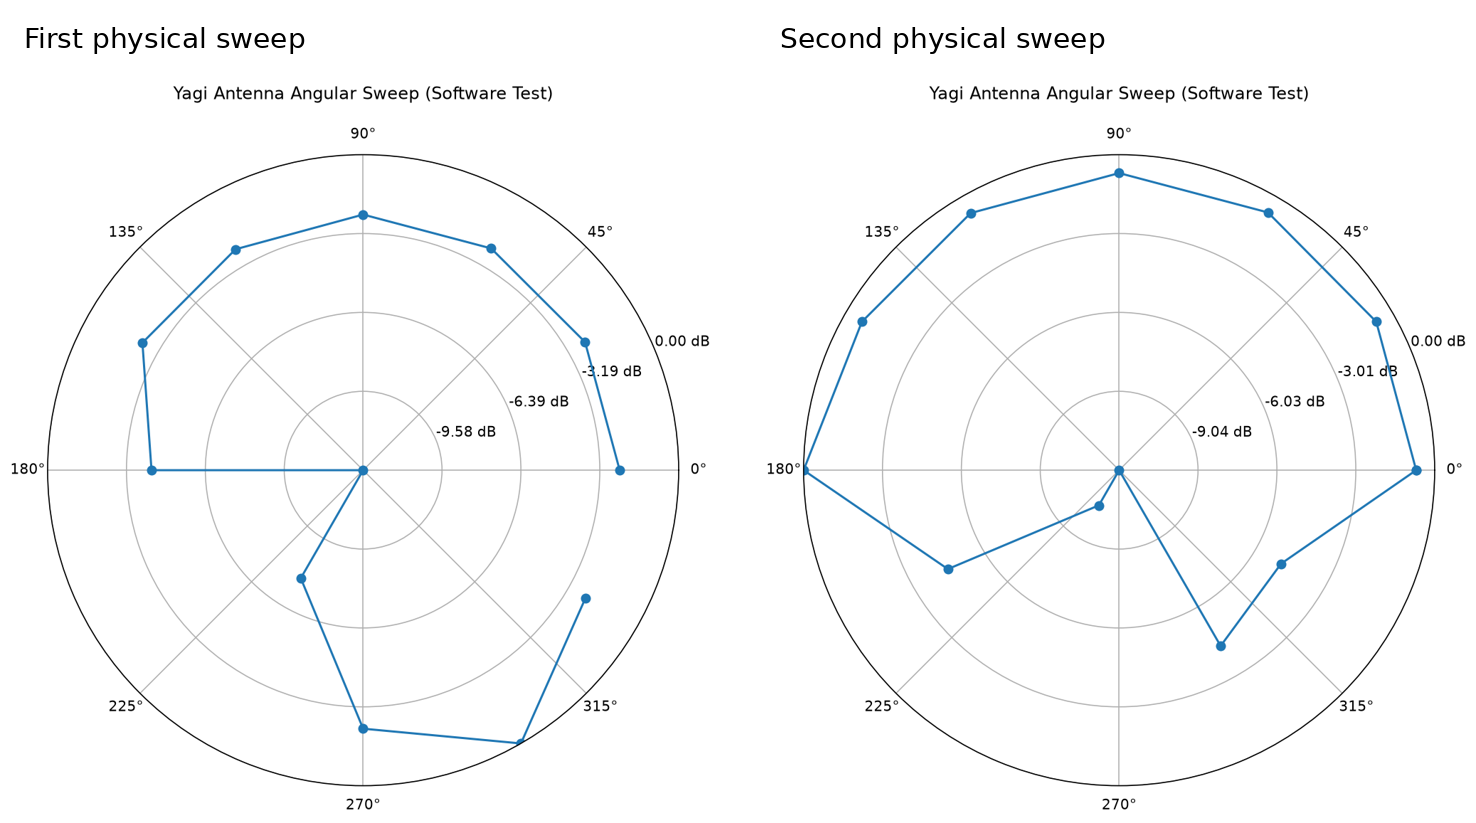 First physical sweep
Yagi Antenna Angular Sweep (Software Test)
90°
135°
45°
0.00 dB
-3.19 dB
-6.39 dB
-9.58 dB
180°
0°
225°
315°
270°
Second physical sweep
Yagi Antenna Angular Sweep (Software Test)
90°
135°
45°
0.00 dB
-3.01 dB
-6.03 dB
-9.04 dB
180°
0°
225°
315°
270°